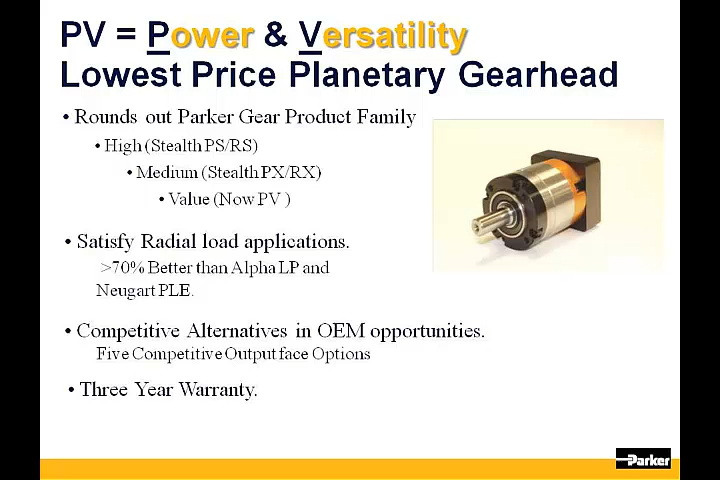 PV = Power & Versatility
Lowest Price Planetary Gearhead
• Rounds out Parker Gear Product Family
• High (Stealth PS/RS)
• Medium (Stealth PX/RX)
• Value (Now PV )
• Satisfy Radial load applications.
>70% Better than Alpha LP and
Neugart PLE.
• Competitive Alternatives in OEM opportunities.
Five Competitive Output face Options
• Three Year Warranty.
Parker